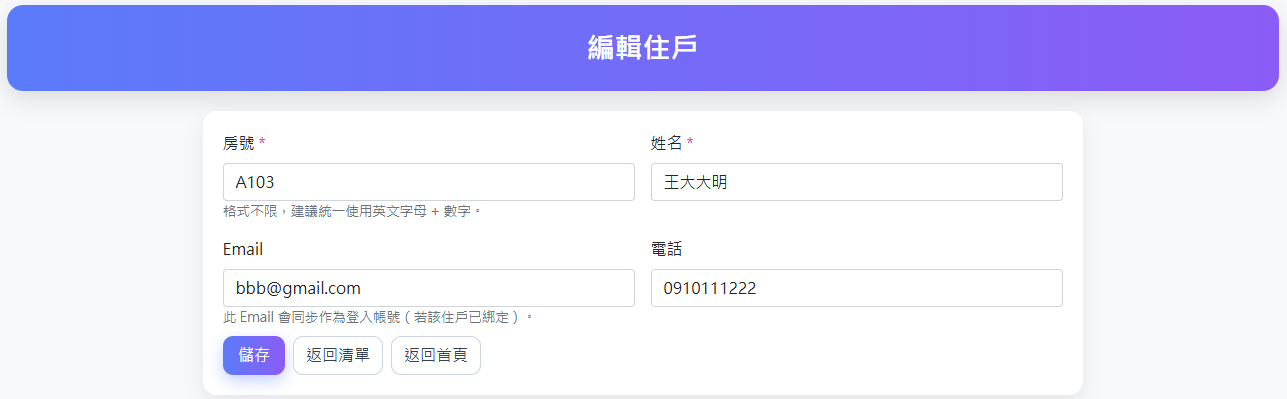 編輯住戶
房號 *
姓名 *
A103
王大大明
格式不限，建議統一使用英文字母 + 數字。
Email
電話
bbb@gmail.com
0910111222
此 Email 會同步作為登入帳號（若該住戶已綁定）。
儲存
返回清單
返回首頁